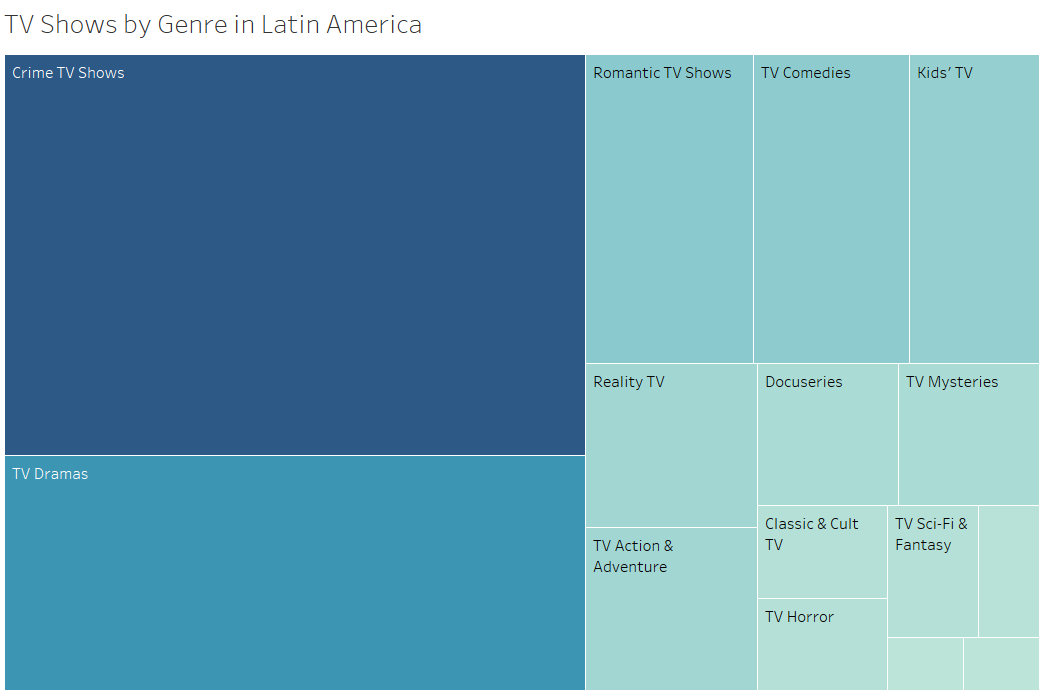 TV Shows by Genre in Latin America
Crime TV Shows
Romantic TV Shows
TV Comedies
Kids’ TV
Reality TV
Docuseries
TV Mysteries
TV Dramas
Classic & Cult
TV
TV Sci-Fi &
Fantasy
TV Action &
Adventure
TV Horror